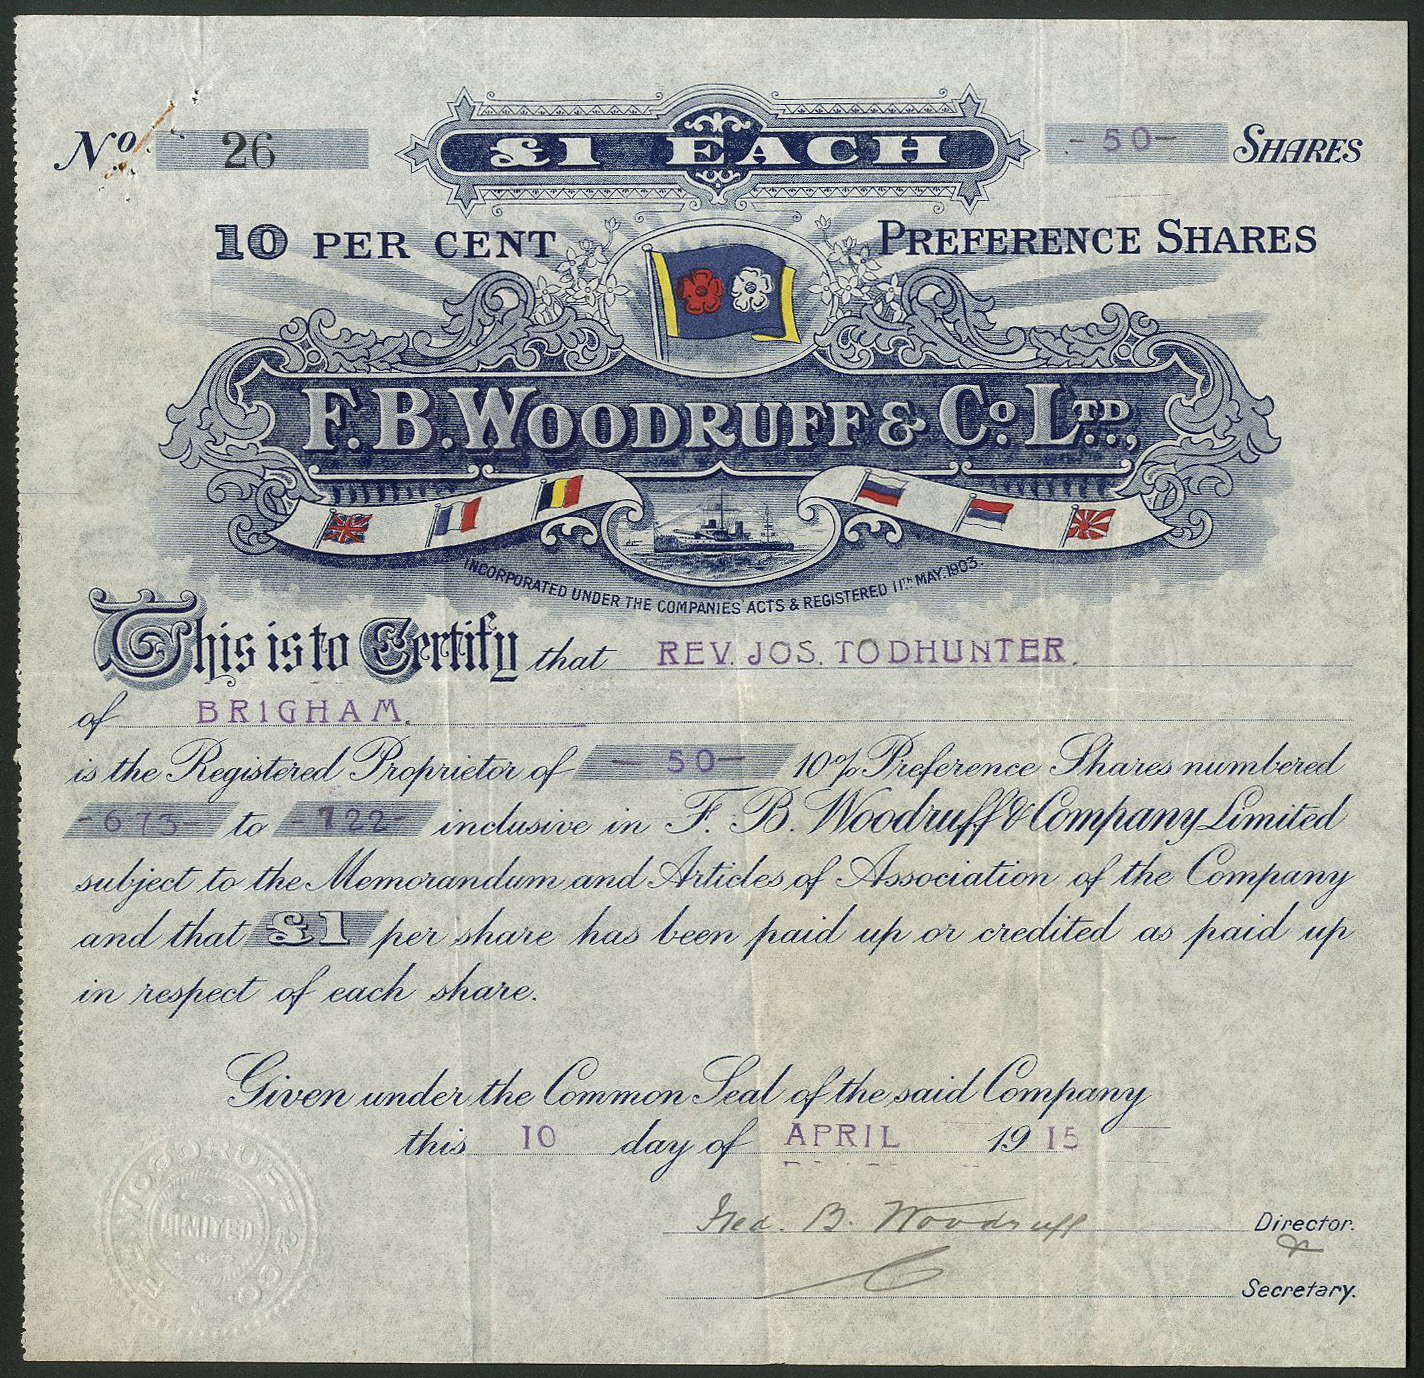 No. 26 £1 EACH -50- SHARES
10 PER CENT PREFERENCE SHARES
F.B. WOODRUFF & Co. LTD.,
INCORPORATED UNDER THE COMPANIES' ACTS & REGISTERED 11TH MAY. 1903.
This is to Certify that REV. JOS. TODHUNTER.
of BRIGHAM.
is the Registered Proprietor of -50- 10% Preference Shares numbered
-673- to -722- inclusive in F. B. Woodruff & Company Limited
subject to the Memorandum and Articles of Association of the Company
and that £1 per share has been paid up or credited as paid up
in respect of each share.
Given under the Common Seal of the said Company
this 10 day of APRIL 1915
Fred. B. Woodruff Director.
&
Secretary.
F.B. WOODRUFF & CO
LIMITED